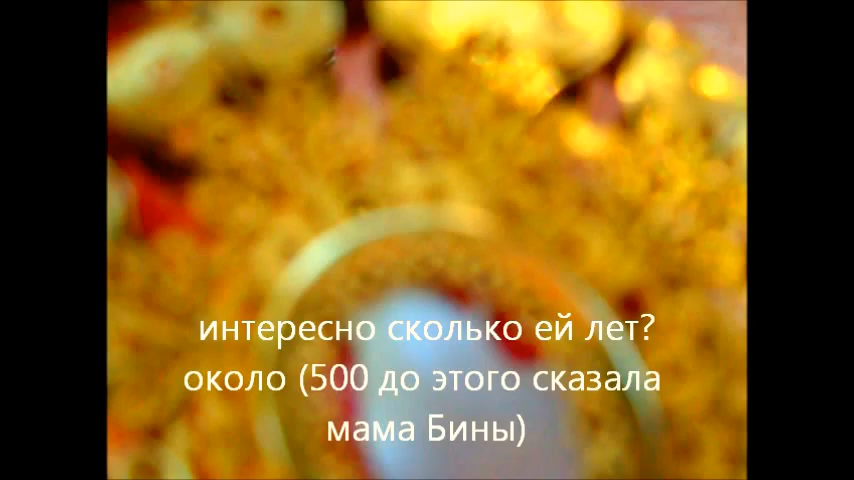 интересно сколько ей лет?
около (500 до этого сказала
мама Бины)